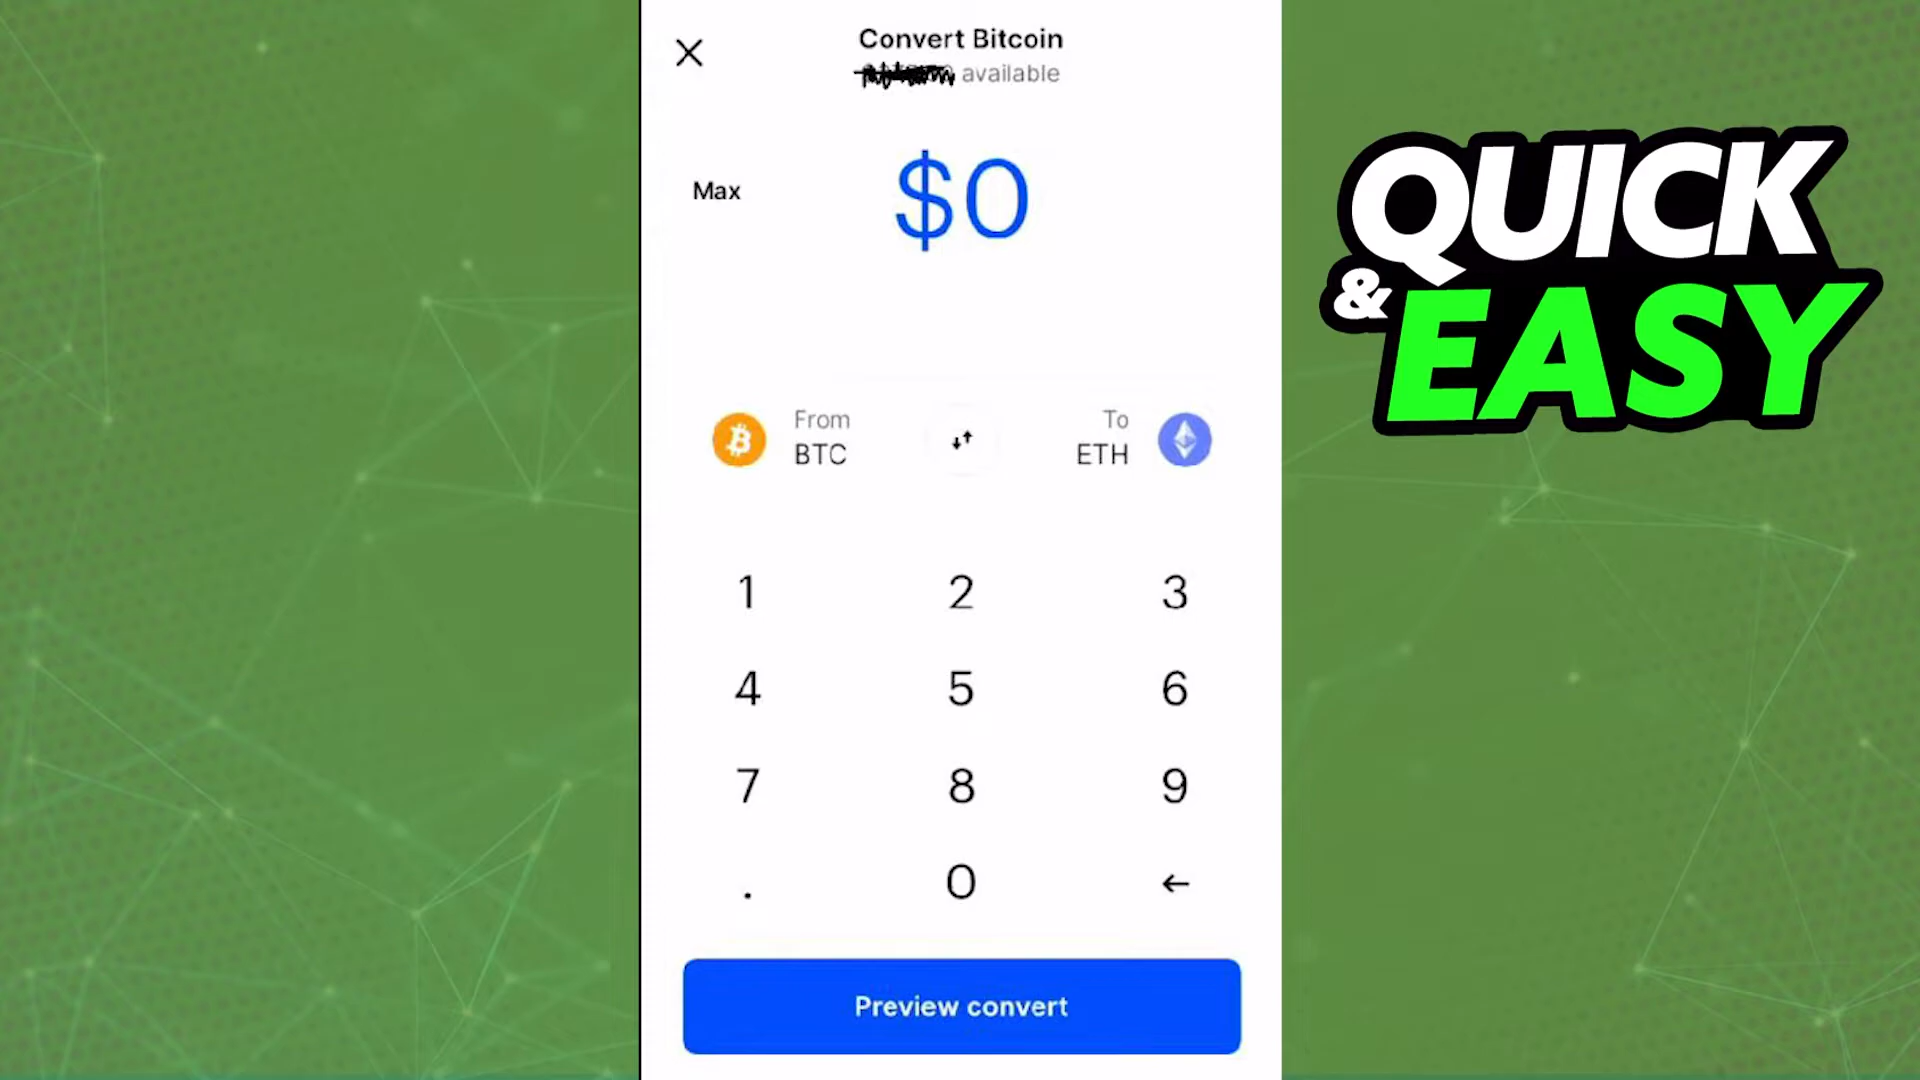 Convert Bitcoin
available
Max
$0
From
BTC
To
ETH
1 2 3
4 5 6
7 8 9
. 0 ←
Preview convert
QUICK
& EASY